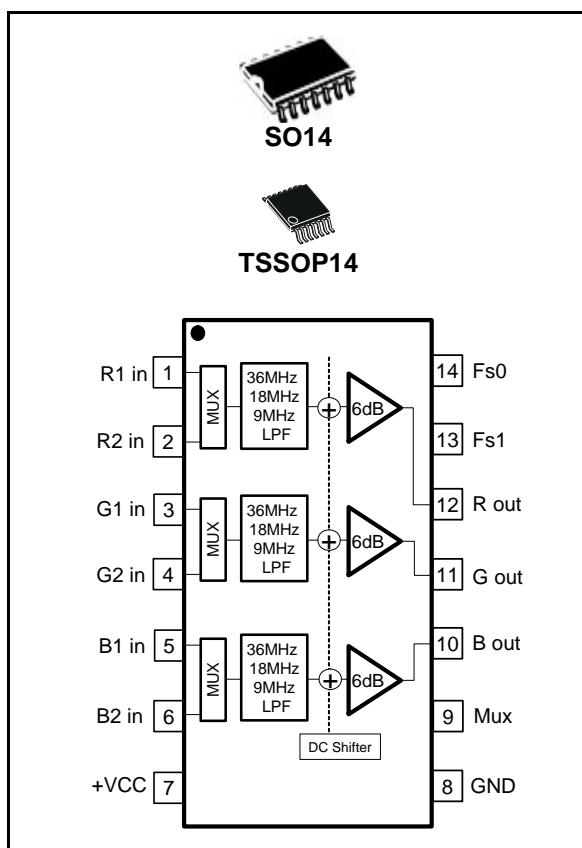 SO14
TSSOP14
R1 in 1
R2 in 2
MUX
36MHz
18MHz
9MHz
LPF
+
6dB
14 Fs0
13 Fs1
12 R out
G1 in 3
G2 in 4
MUX
36MHz
18MHz
9MHz
LPF
+
6dB
11 G out
B1 in 5
B2 in 6
MUX
36MHz
18MHz
9MHz
LPF
+
6dB
10 B out
9 Mux
DC Shifter
+VCC 7
8 GND